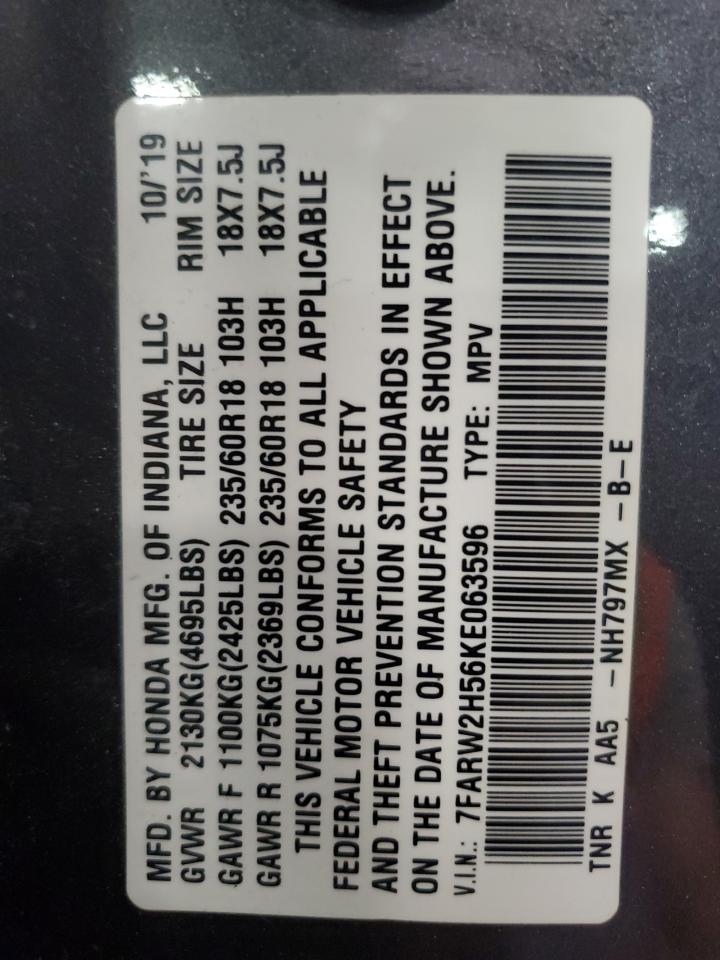 MFD. BY HONDA MFG. OF INDIANA, LLC 10/'19
GVWR 2130KG(4695LBS) TIRE SIZE RIM SIZE
GAWR F 1100KG(2425LBS) 235/60R18 103H 18X7.5J
GAWR R 1075KG(2369LBS) 235/60R18 103H 18X7.5J
THIS VEHICLE CONFORMS TO ALL APPLICABLE
FEDERAL MOTOR VEHICLE SAFETY
AND THEFT PREVENTION STANDARDS IN EFFECT
ON THE DATE OF MANUFACTURE SHOWN ABOVE.
V.I.N.: 7FARW2H56KE063596 TYPE: MPV
TNR K AA5 -NH797MX -B-E